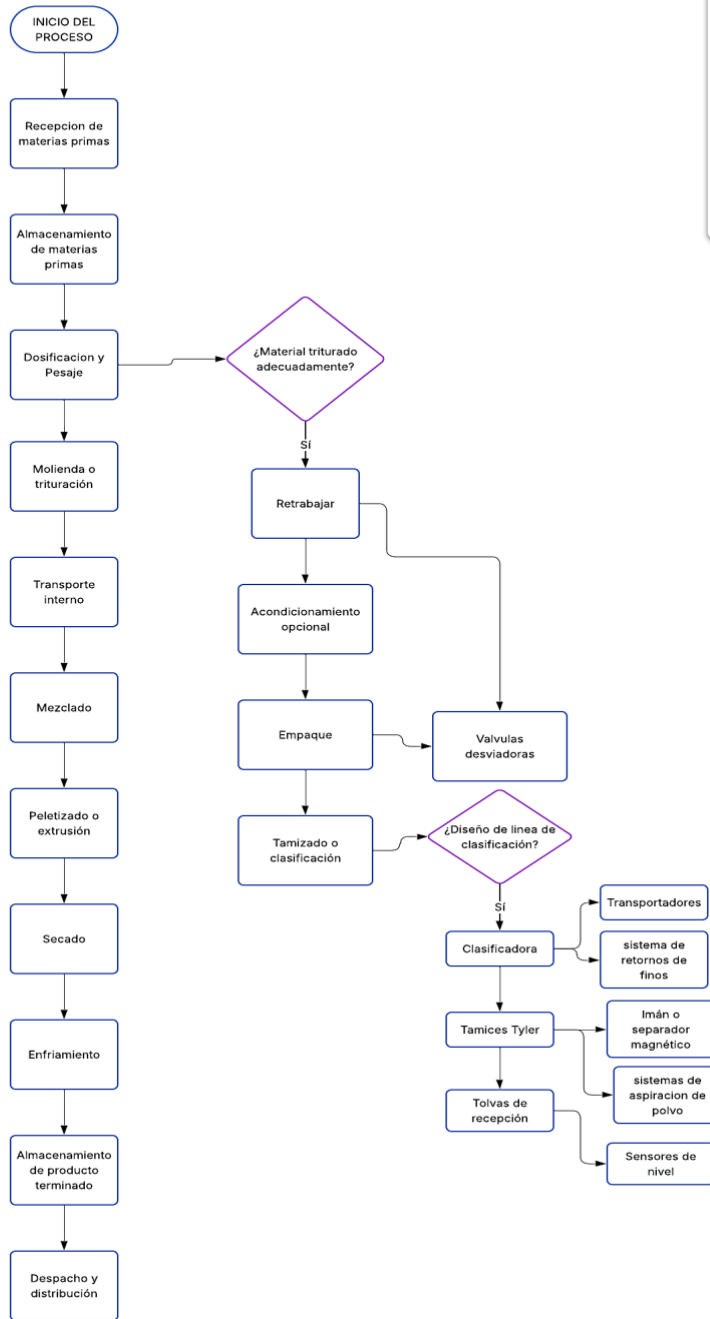 INICIO DEL
PROCESO
Recepcion de
materias primas
Almacenamiento
de materias
primas
Dosificacion y
Pesaje
Molienda o
trituración
Transporte
interno
Mezclado
Peletizado o
extrusión
Secado
Enfriamiento
Almacenamiento
de producto
terminado
Despacho y
distribución
¿Material triturado
adecuadamente?
Sí
Retrabajar
Acondicionamiento
opcional
Empaque
Valvulas
desviadoras
Tamizado o
clasificación
¿Diseño de linea de
clasificación?
Sí
Clasificadora
Transportadores
sistema de
retornos de
finos
Tamices Tyler
Imán o
separador
magnético
sistemas de
aspiracion de
polvo
Tolvas de
recepción
Sensores de
nivel